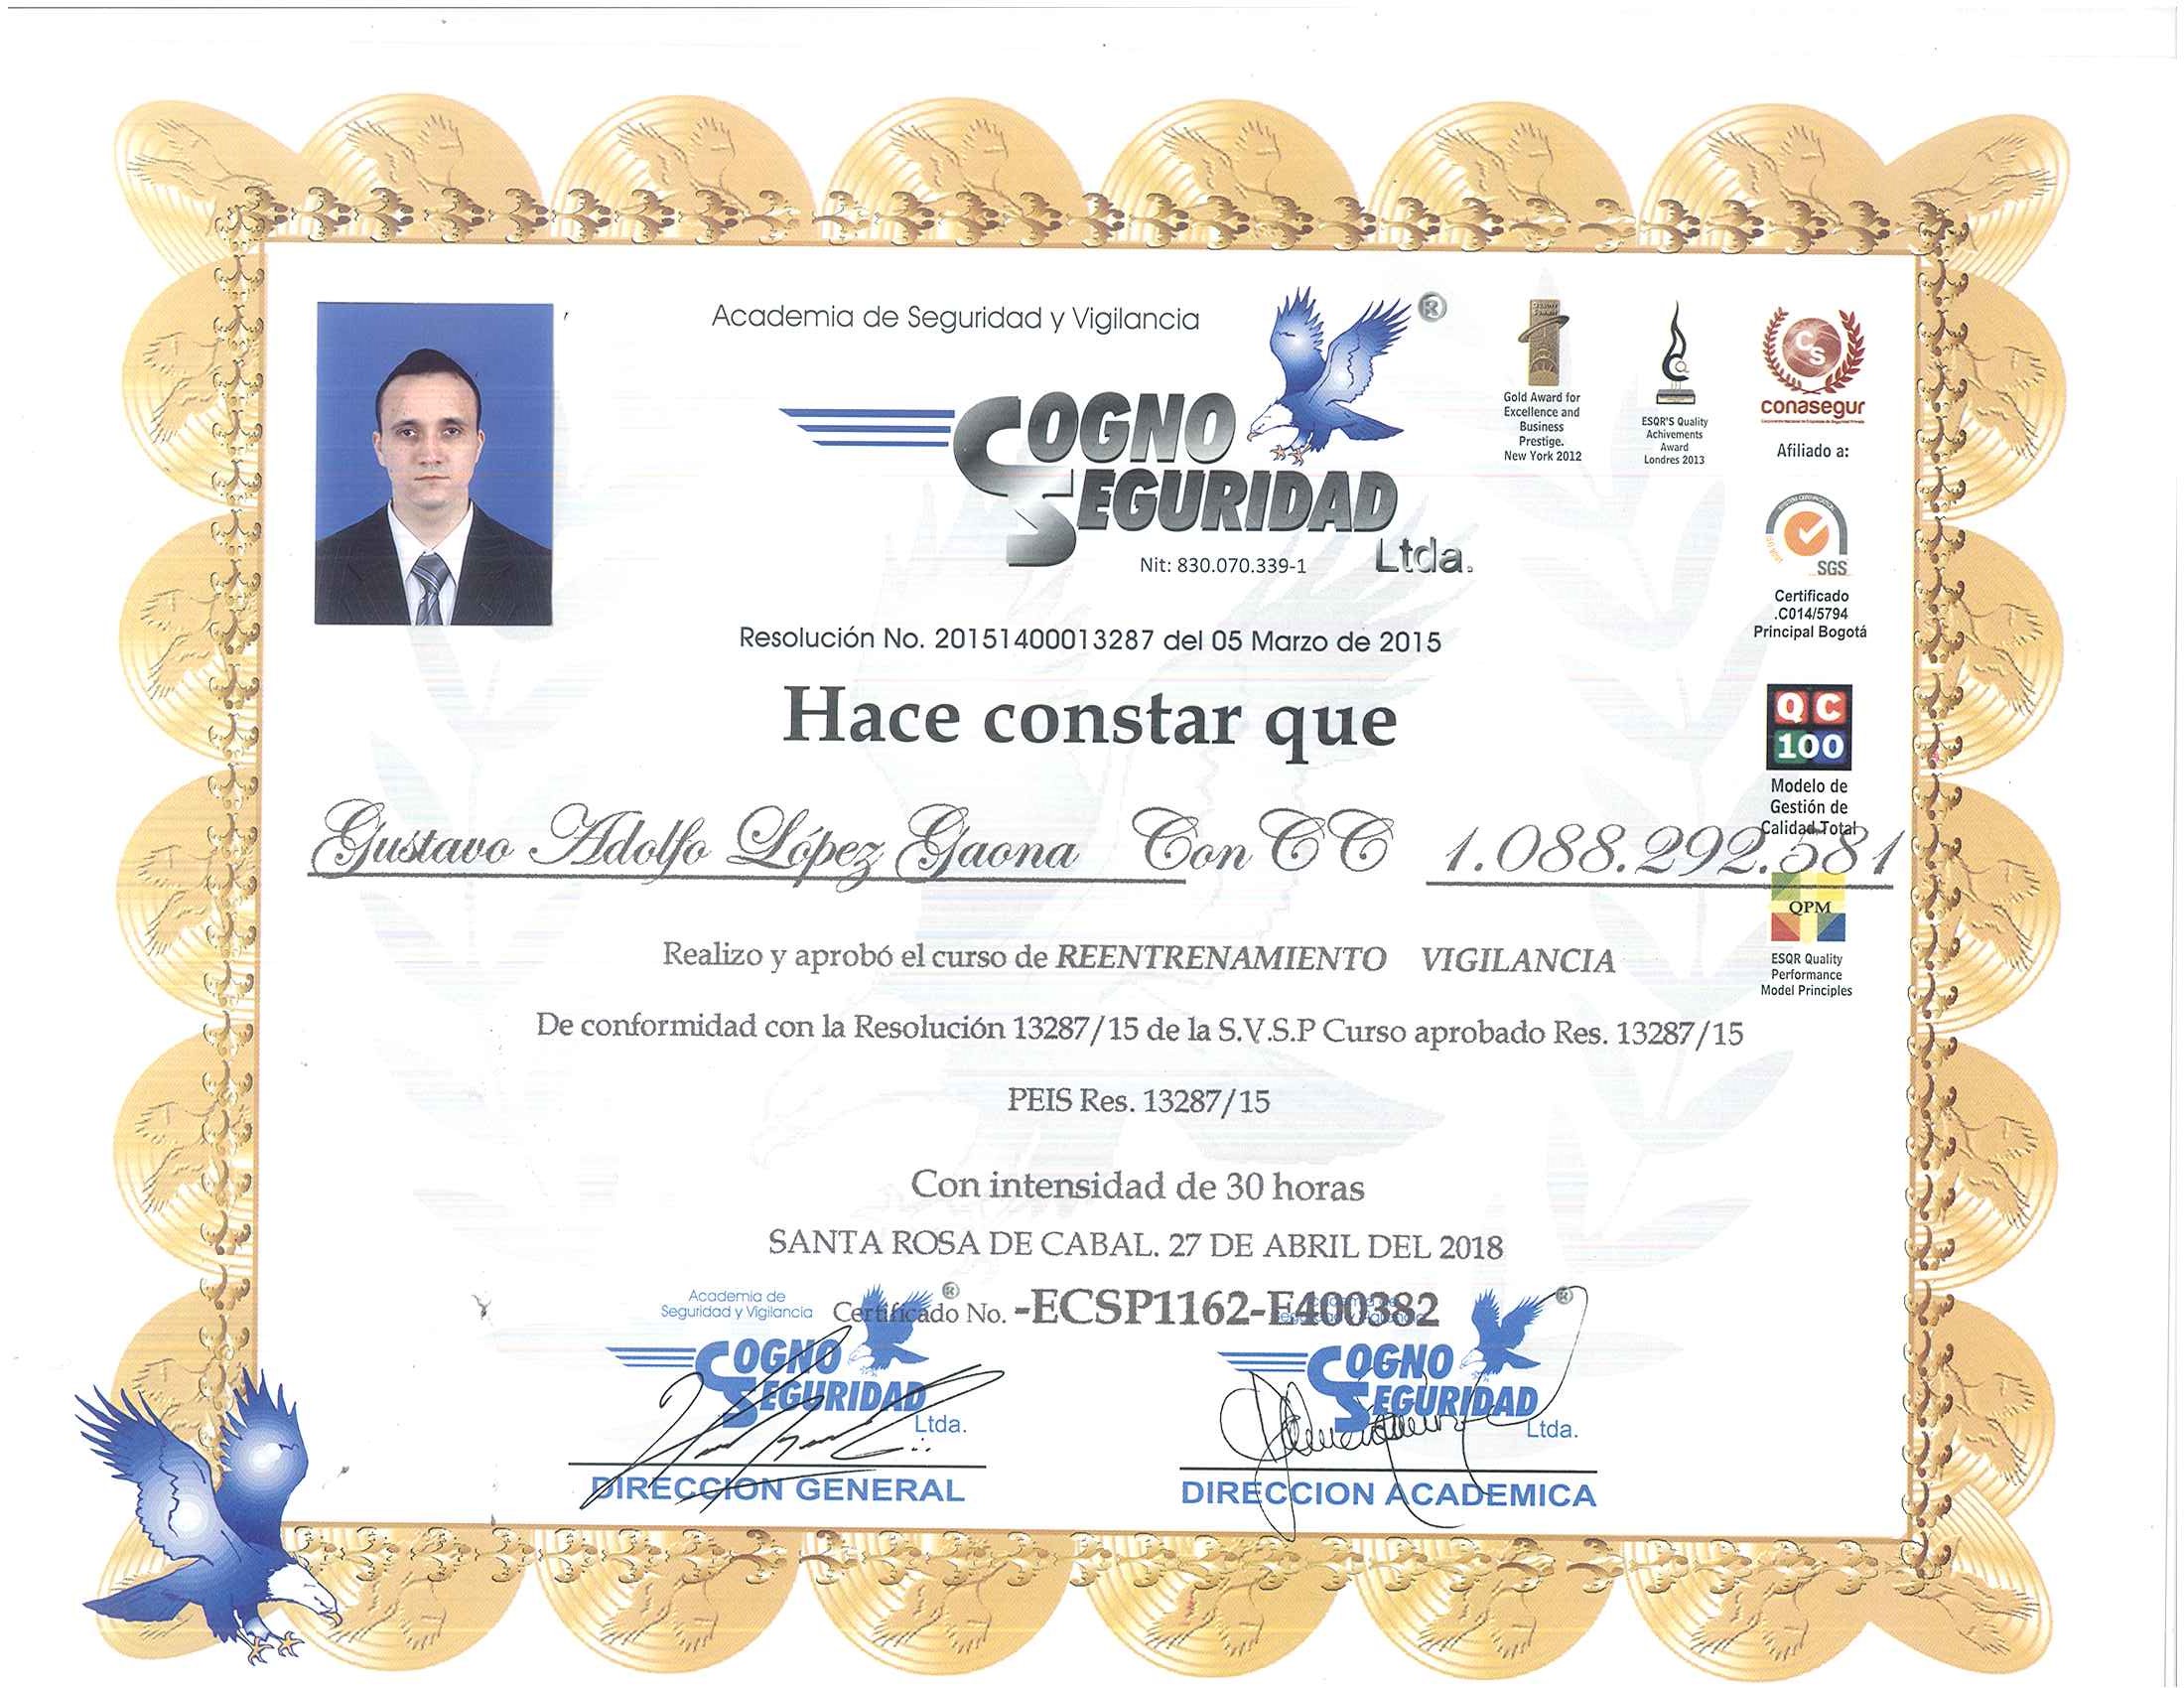 Academia de Seguridad y Vigilancia
®
COGNO
SEGURIDAD
Ltda.
Nit: 830.070.339-1
Gold Award for
Excellence and
Business
Prestige.
New York 2012
ESQR'S Quality
Achivements
Award
Londres 2013
CS
conasegur
Afiliado a:
SGS
Certificado
.C014/5794
Principal Bogotá
Resolución No. 20151400013287 del 05 Marzo de 2015
Hace constar que
QC
100
Modelo de
Gestión de
Calidad Total
Gustavo Adolfo López Gaona Con CC 1.088.292.581
QPM
ESQR Quality
Performance
Model Principles
Realizo y aprobó el curso de REENTRENAMIENTO VIGILANCIA
De conformidad con la Resolución 13287/15 de la S.V.S.P Curso aprobado Res. 13287/15
PEIS Res. 13287/15
Con intensidad de 30 horas
SANTA ROSA DE CABAL. 27 DE ABRIL DEL 2018
Certificado No. -ECSP1162-E400382
Academia de
Seguridad y Vigilancia
®
COGNO
SEGURIDAD
Ltda.
DIRECCION GENERAL
®
COGNO
SEGURIDAD
Ltda.
DIRECCION ACADEMICA